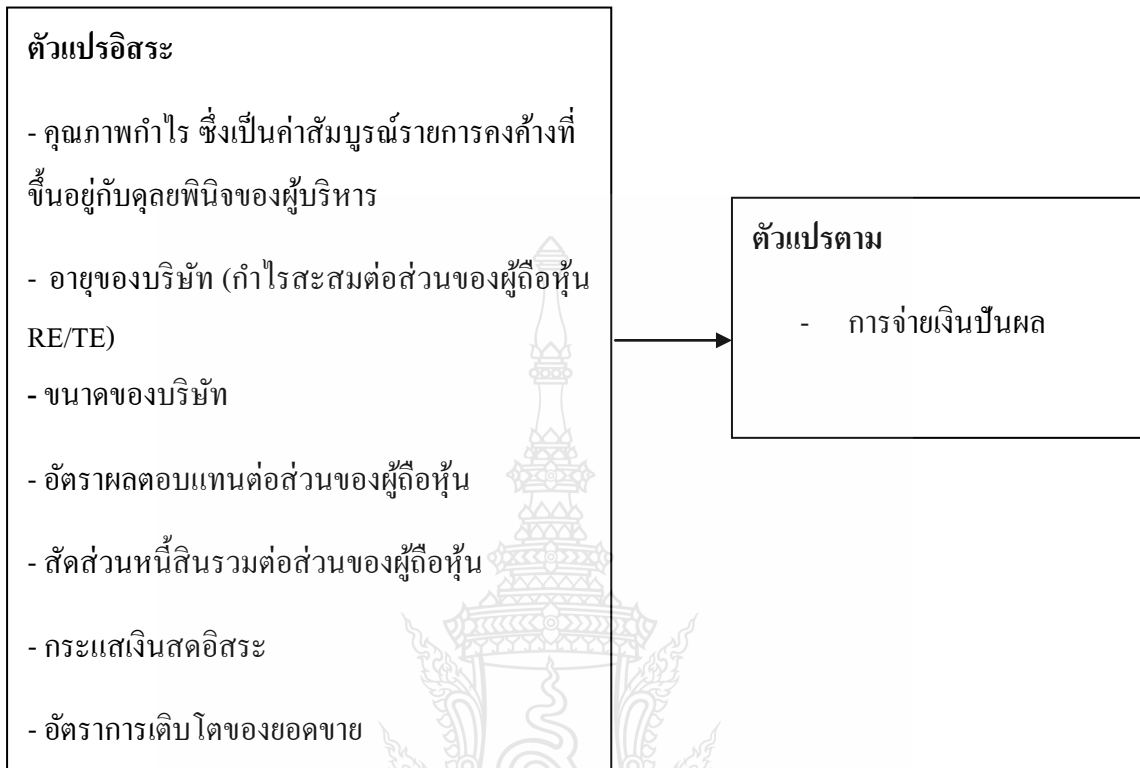 ตัวแปรอิสระ
- คุณภาพกำไร ซึ่งเป็นค่าสัมบูรณ์รายการคงค้างที่
ขึ้นอยู่กับดุลยพินิจของผู้บริหาร
- อายุของบริษัท (กำไรสะสมต่อส่วนของผู้ถือหุ้น
RE/TE)
- ขนาดของบริษัท
- อัตราผลตอบแทนต่อส่วนของผู้ถือหุ้น
- สัดส่วนหนี้สินรวมต่อส่วนของผู้ถือหุ้น
- กระแสเงินสดอิสระ
- อัตราการเติบโตของยอดขาย
ตัวแปรตาม
- การจ่ายเงินปันผล